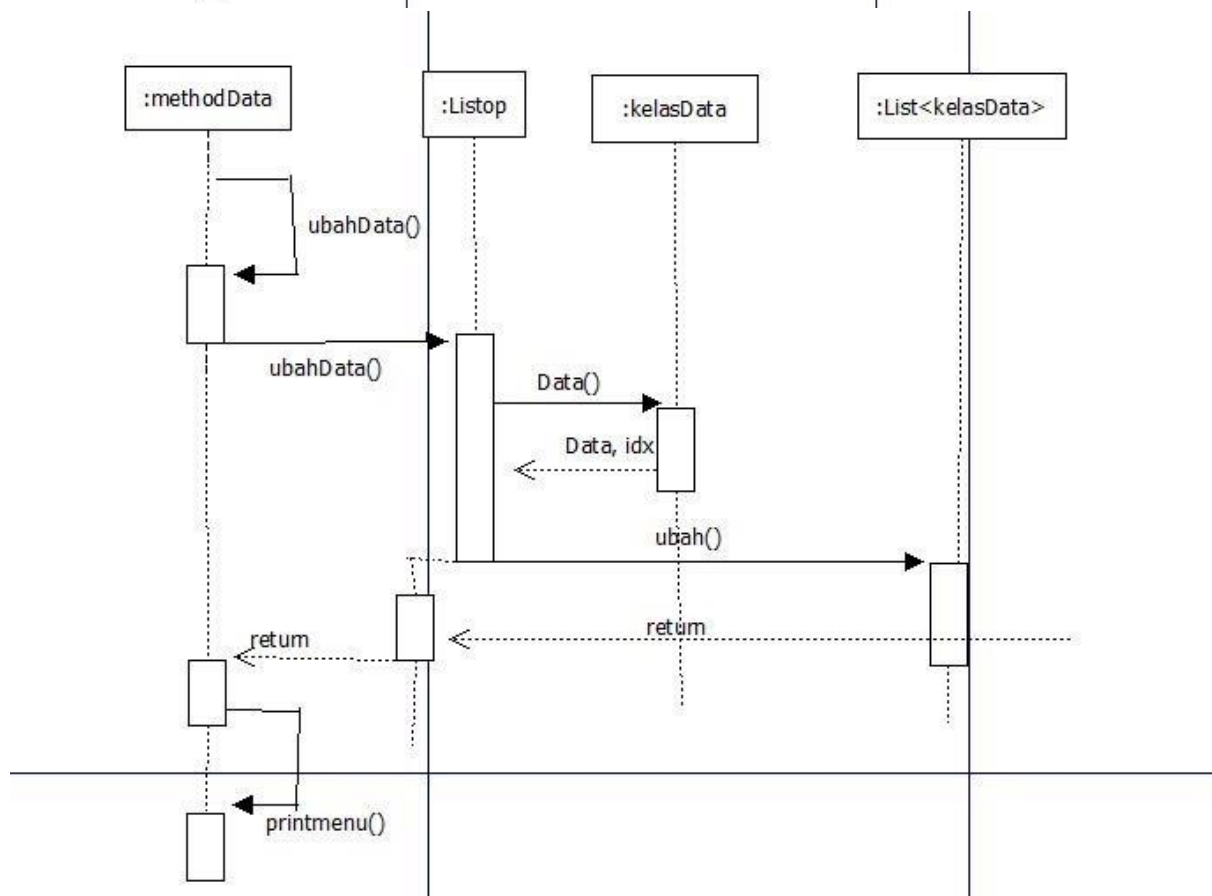 :methodData
:Listop
:kelasData
:List<kelasData>
ubahData()
ubahData()
Data()
Data, idx
ubah()
return
return
printmenu()